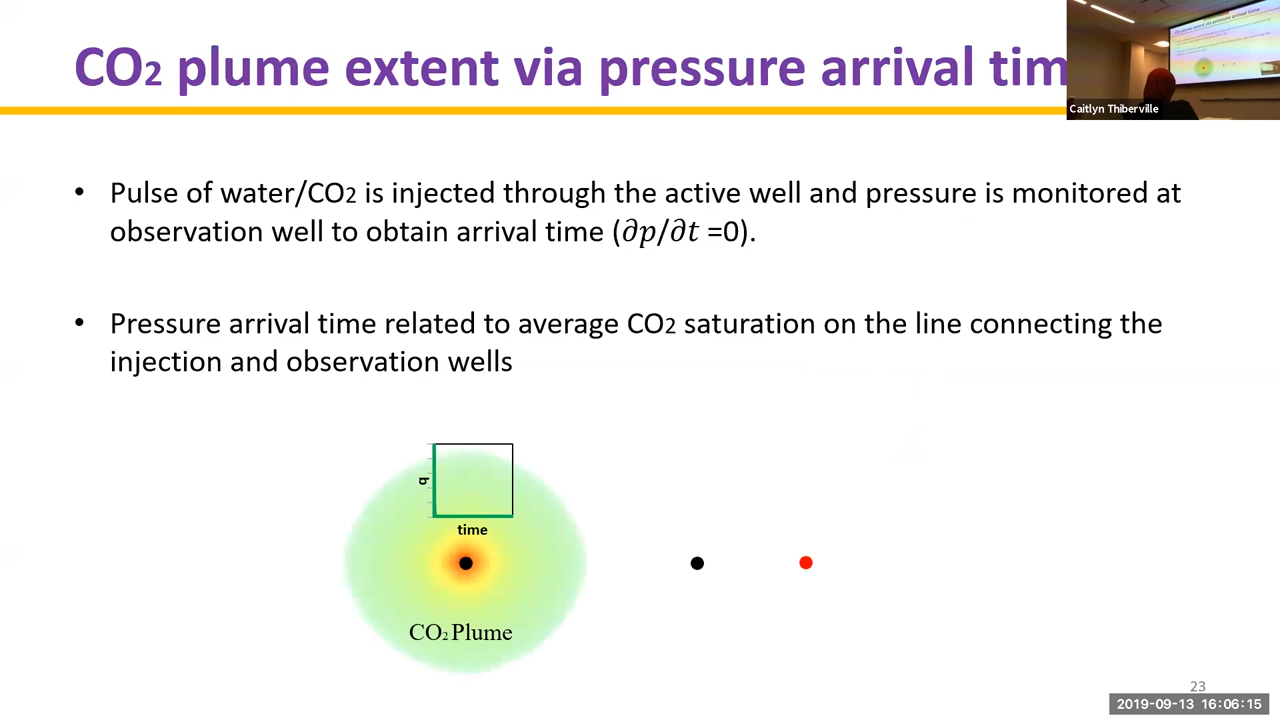 CO2 plume extent via pressure arrival tim
Caitlyn Thiberville
• Pulse of water/CO2 is injected through the active well and pressure is monitored at
observation well to obtain arrival time (∂p/∂t =0).
• Pressure arrival time related to average CO2 saturation on the line connecting the
injection and observation wells
q
time
CO2 Plume
23
2019-09-13 16:06:15